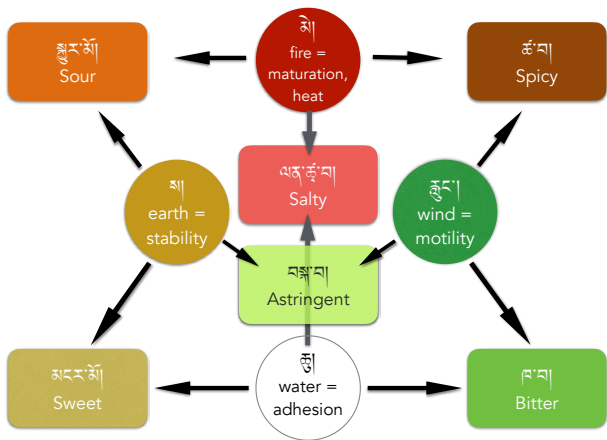 སྐྱུར་མོ།
Sour
མེ།
fire =
maturation,
heat
ཚ་བ།
Spicy
ས།
earth =
stability
ལན་ཚྭ་བ།
Salty
རླུང་།
wind =
motility
བསྐ་བ།
Astringent
མངར་མོ།
Sweet
ཆུ།
water =
adhesion
ཁ་བ།
Bitter